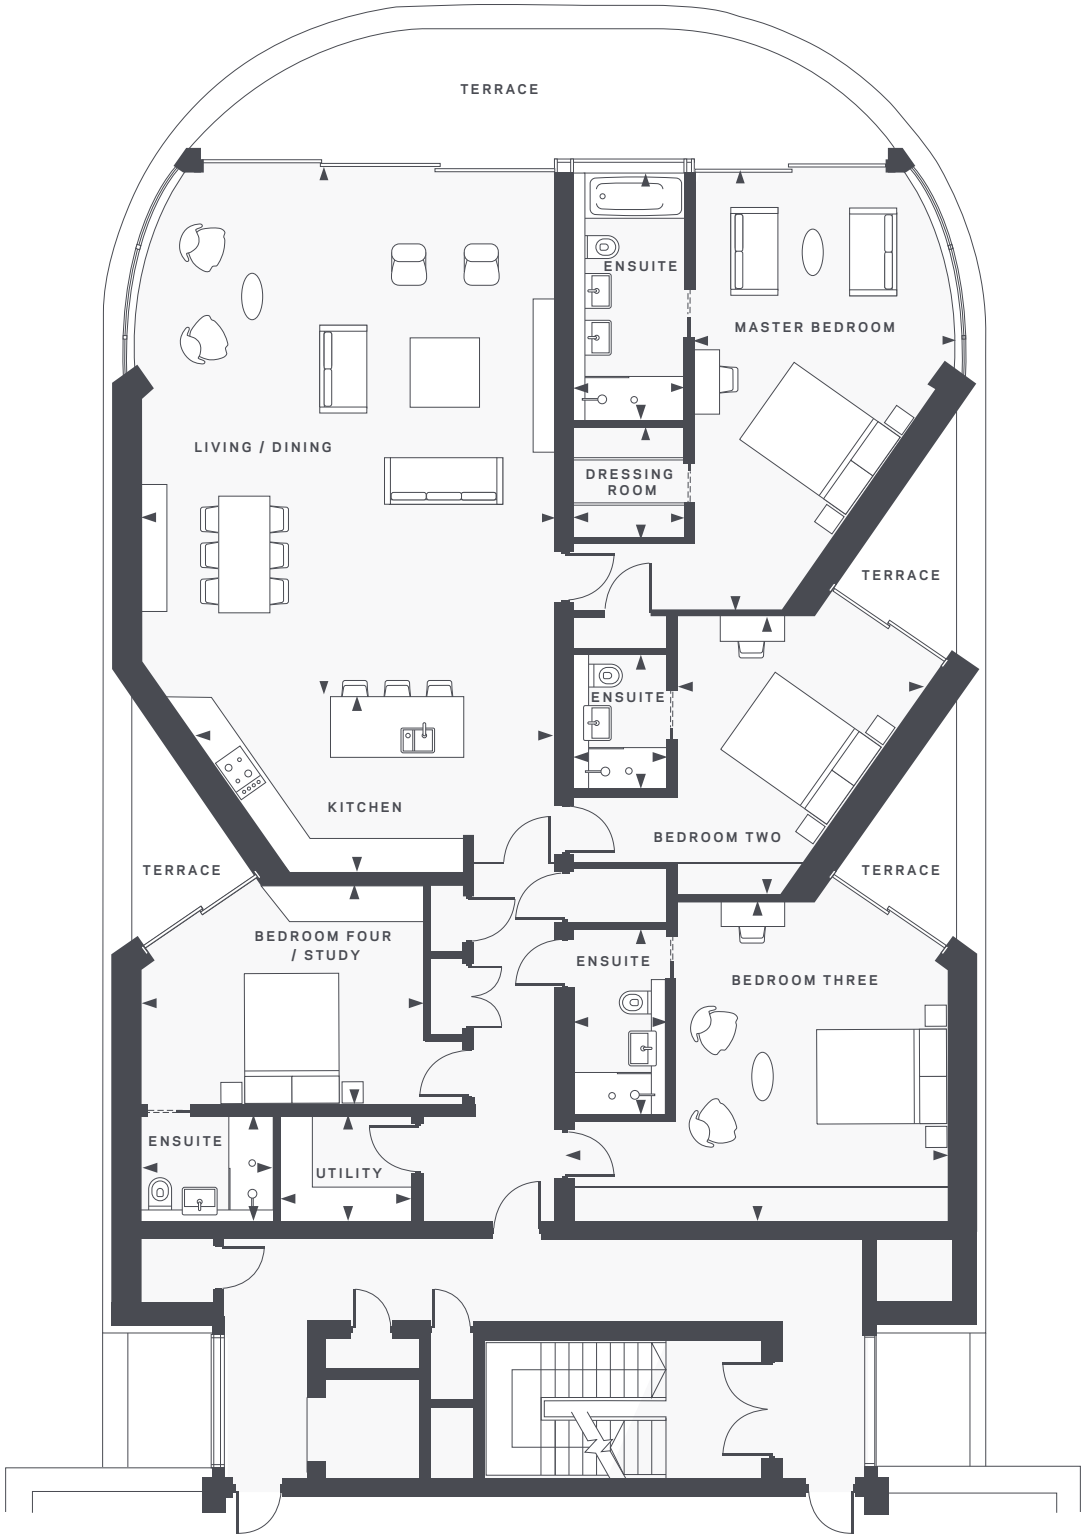 TERRACE
ENSUITE
MASTER BEDROOM
LIVING / DINING
DRESSING
ROOM
TERRACE
ENSUITE
KITCHEN
BEDROOM TWO
TERRACE
TERRACE
BEDROOM FOUR
/ STUDY
ENSUITE
BEDROOM THREE
ENSUITE
UTILITY